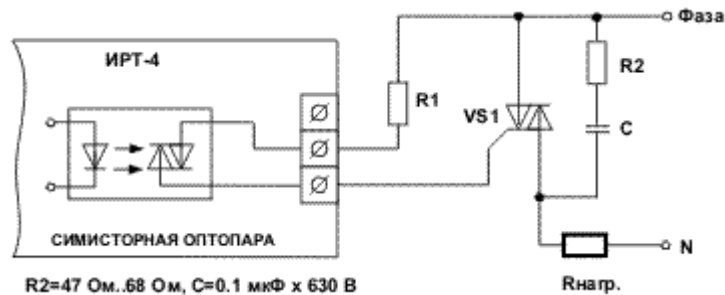 Фаза
ИРТ-4
R1
VS1
R2
C
СИМИСТОРНАЯ ОПТОПАРА
N
Rнагр.
R2=47 Ом..68 Ом, C=0.1 мкФ x 630 В